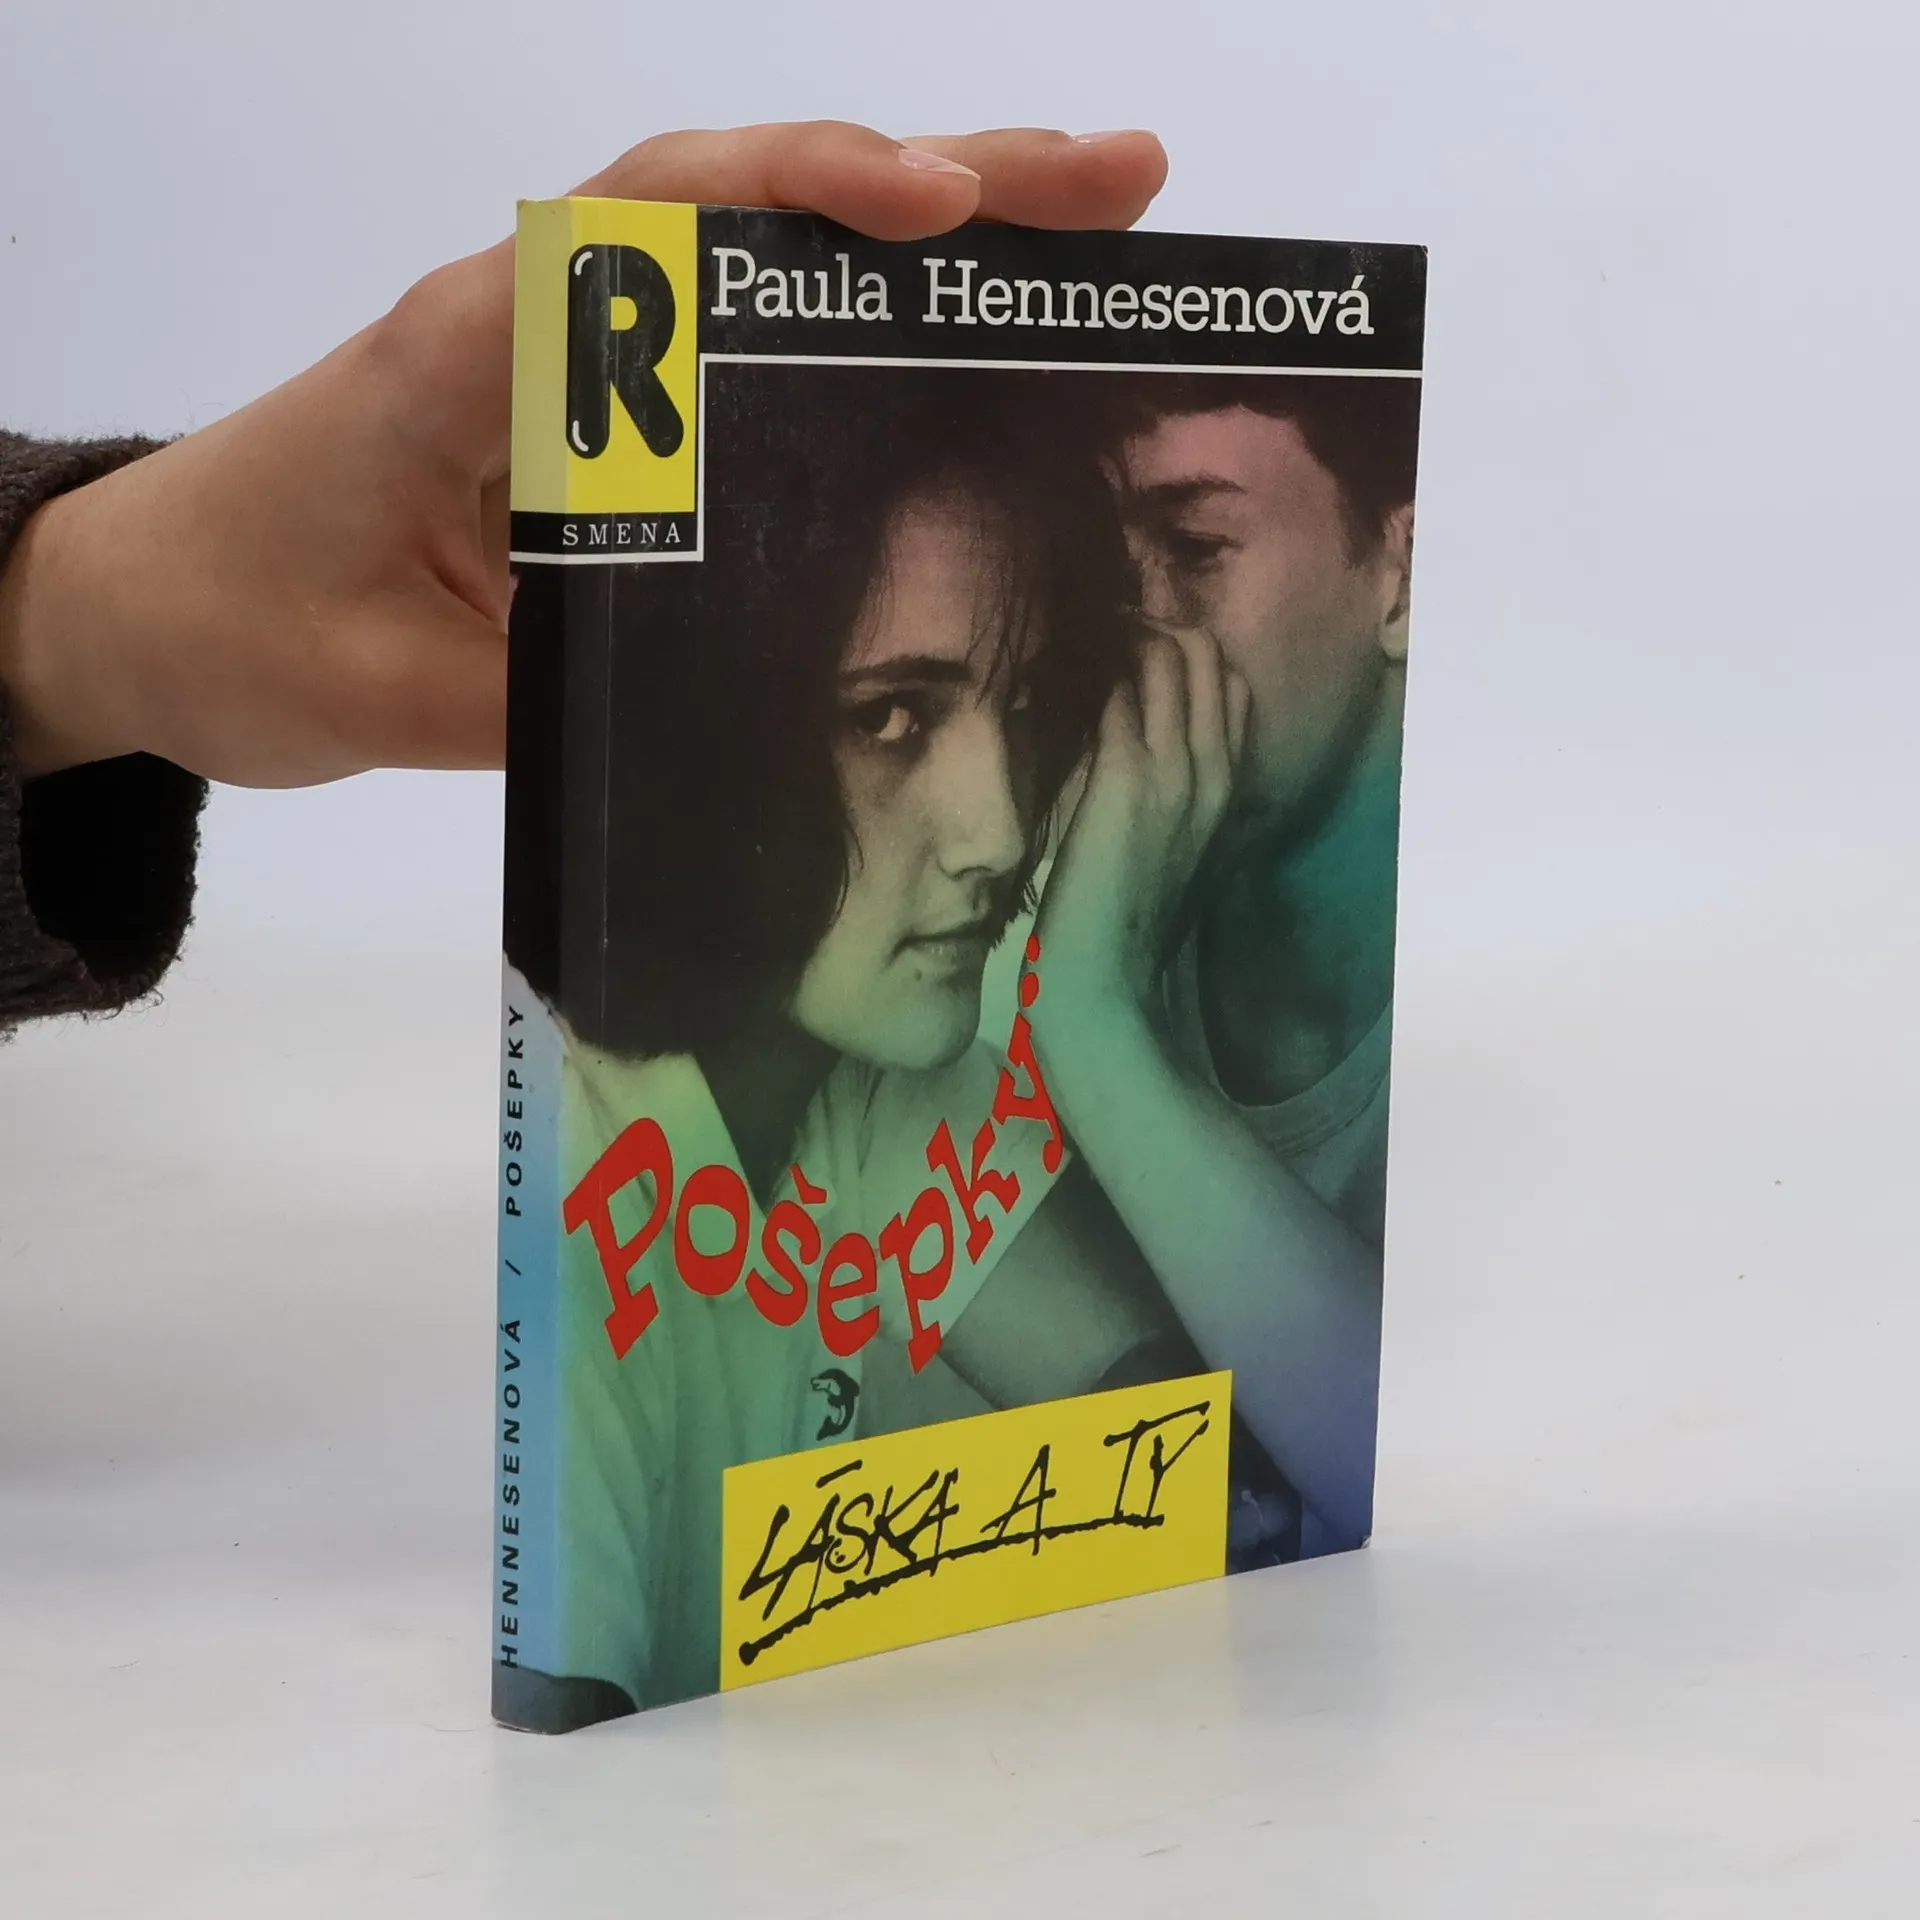 R
SMENA
Paula Hennesenová
Pošepky
LÁSKA A TY
HENNESENOVÁ / POŠEPKY